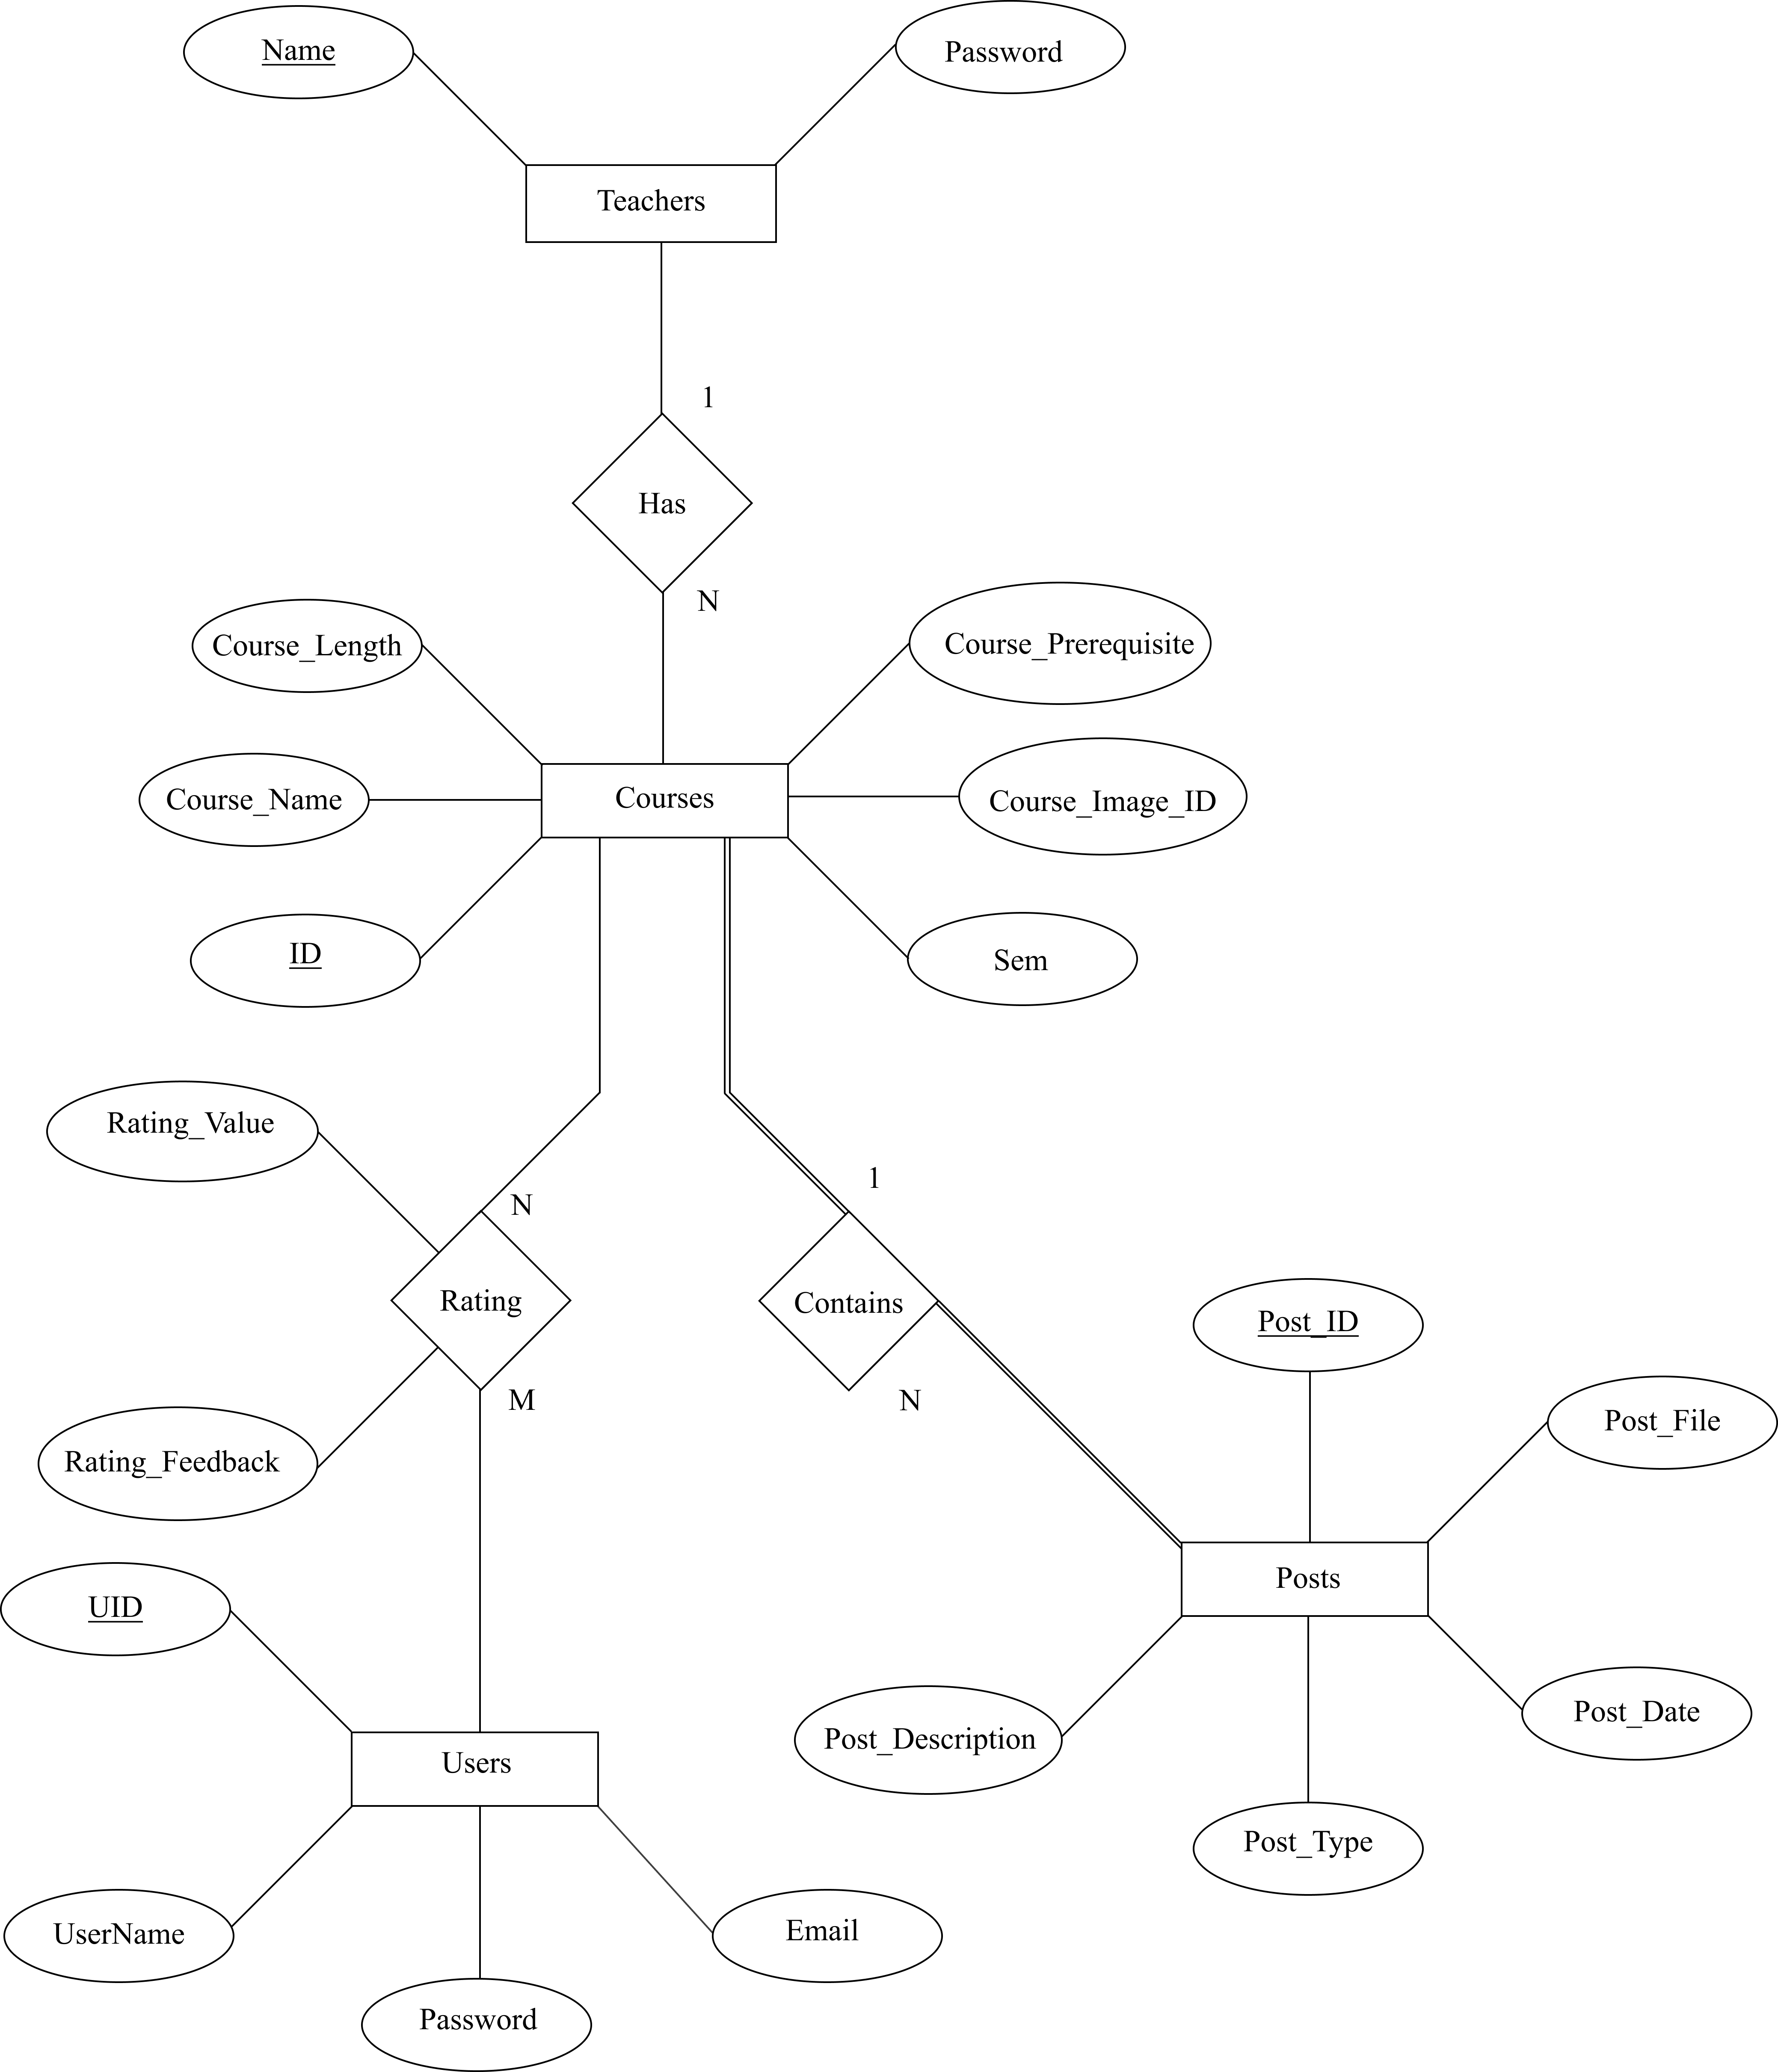 Name
Password
Teachers
1
Has
N
Course_Length
Course_Prerequisite
Course_Name
Courses
Course_Image_ID
ID
Sem
Rating_Value
1
N
Rating
Contains
Post_ID
M
N
Post_File
Rating_Feedback
Posts
UID
Post_Description
Post_Date
Users
Post_Type
UserName
Email
Password